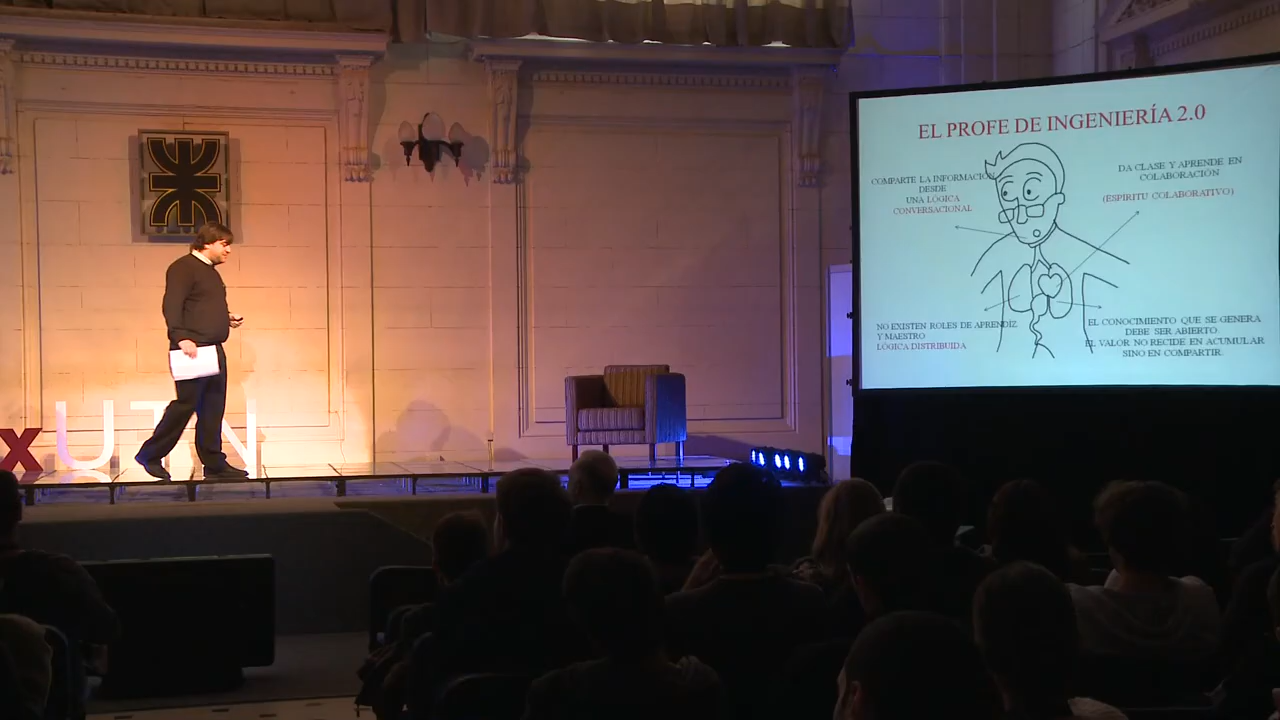 EL PROFE DE INGENIERÍA 2.0
COMPARTE LA INFORMACIÓN
DESDE
UNA LÓGICA
CONVERSACIONAL
DA CLASE Y APRENDE EN
COLABORACIÓN
(ESPIRITU COLABORATIVO)
NO EXISTEN ROLES DE APRENDIZ
Y MAESTRO
LÓGICA DISTRIBUIDA
EL CONOCIMIENTO QUE SE GENERA
DEBE SER ABIERTO.
EL VALOR NO RECIDE EN ACUMULAR
SINO EN COMPARTIR.
xUTN